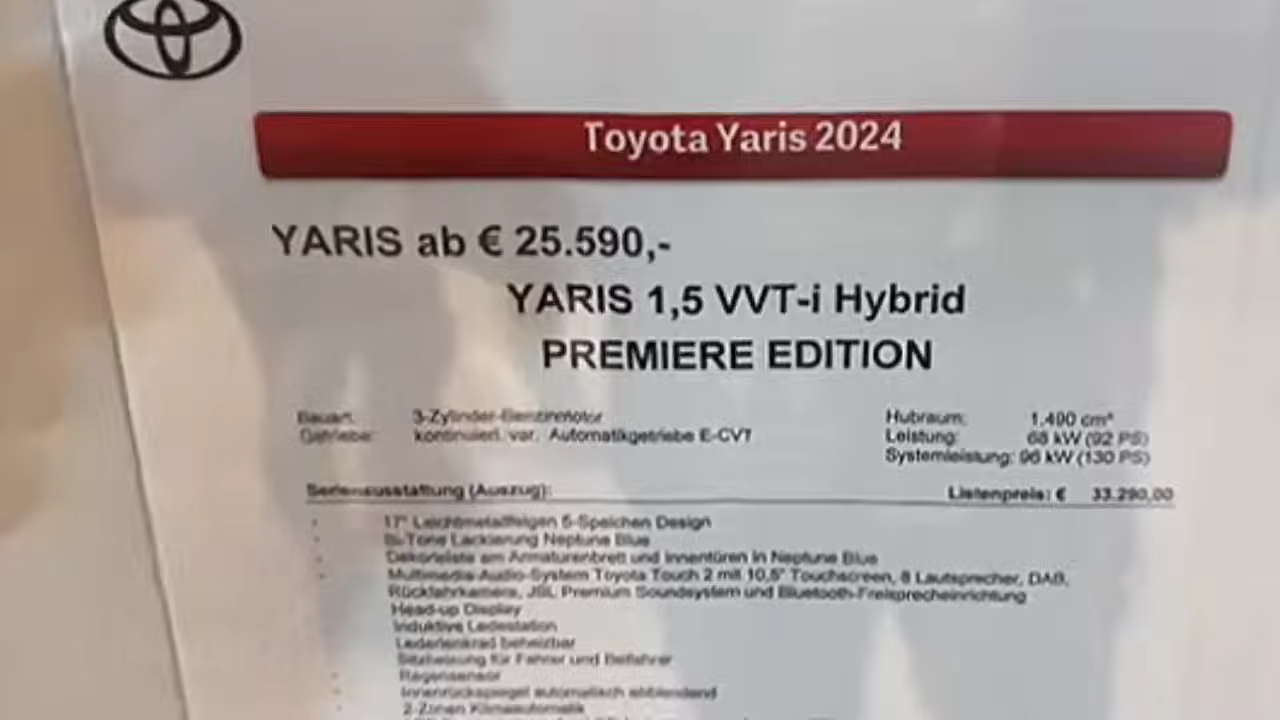 Toyota Yaris 2024
YARIS ab € 25.590,-
YARIS 1,5 VVT-i Hybrid
PREMIERE EDITION
Bauart: 3-Zylinder-Benzinmotor Hubraum: 1.490 cm³
Getriebe: kontinuierl. var. Automatikgetriebe E-CVT Leistung: 68 kW (92 PS)
Systemleistung: 96 kW (130 PS)
Serienausstattung (Auszug): Listenpreis: € 33.290,00
17" Leichtmetallfelgen 5-Speichen Design
Bi-Tone Lackierung Neptune Blue
Dekorleiste am Armaturenbrett und Innentüren in Neptune Blue
Multimedia-Audio-System Toyota Touch 2 mit 10,5" Touchscreen, 8 Lautsprecher, DAB,
Rückfahrkamera, JBL Premium Soundsystem und Bluetooth-Freisprecheinrichtung
Head-up Display
Induktive Ladestation
Lederlenkrad beheizbar
Sitzheizung für Fahrer und Beifahrer
Regensensor
Innenrückspiegel automatisch abblendend
2-Zonen Klimaautomatik